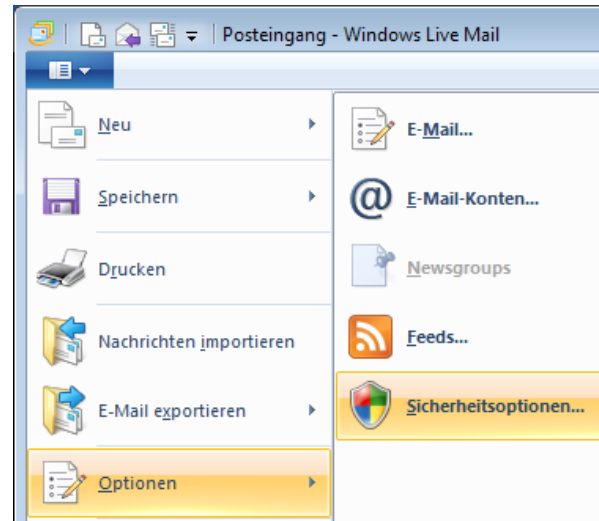 Posteingang - Windows Live Mail
Neu
Speichern
Drucken
Nachrichten importieren
E-Mail exportieren
Optionen
E-Mail...
E-Mail-Konten...
Newsgroups
Feeds...
Sicherheitsoptionen...